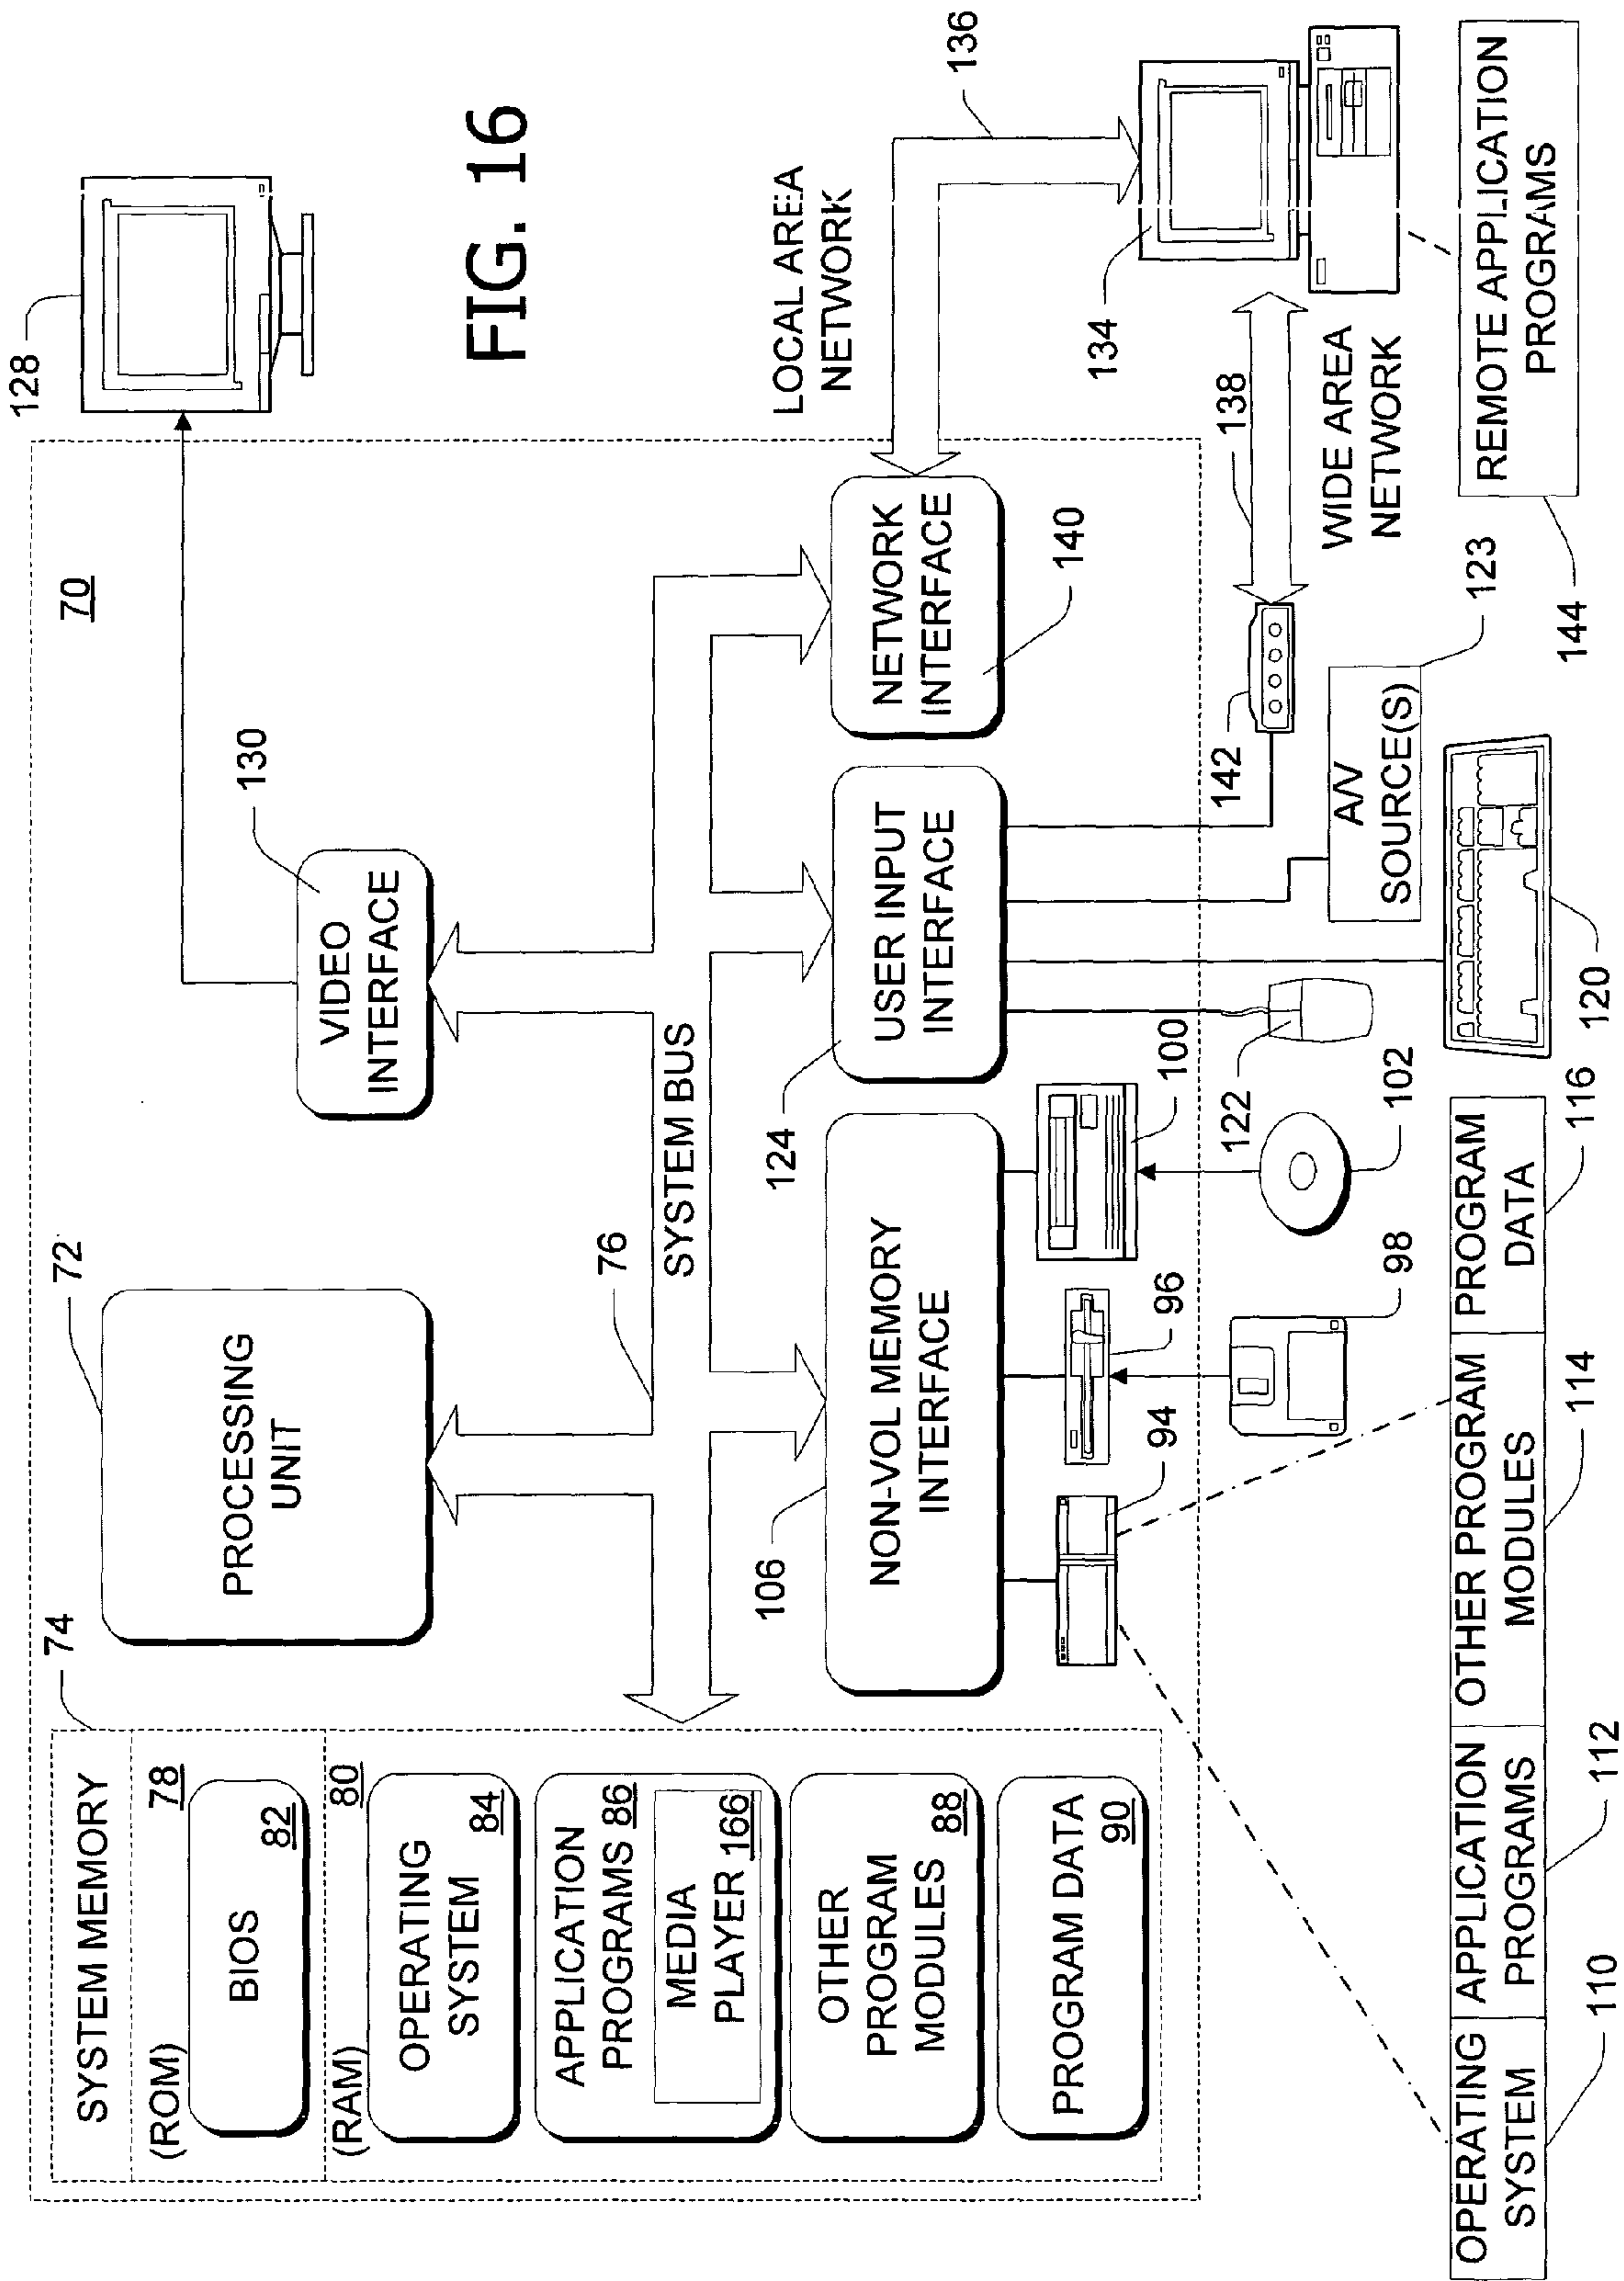 FIG. 16
70
128
130
VIDEO
INTERFACE
72
PROCESSING
UNIT
74
SYSTEM MEMORY
(ROM) 78
BIOS
82
(RAM) 80
OPERATING
SYSTEM 84
APPLICATION
PROGRAMS 86
MEDIA
PLAYER 166
OTHER
PROGRAM
MODULES 88
PROGRAM DATA
90
76
SYSTEM BUS
106
NON-VOL MEMORY
INTERFACE
124
USER INPUT
INTERFACE
NETWORK
INTERFACE
140
LOCAL AREA
NETWORK
136
134
138
WIDE AREA
NETWORK
142
94
96
98
100
102
122
120
A/V
SOURCE(S)
123
OPERATING
SYSTEM
110
APPLICATION
PROGRAMS
112
OTHER PROGRAM
MODULES
114
PROGRAM
DATA
116
REMOTE APPLICATION
PROGRAMS
144